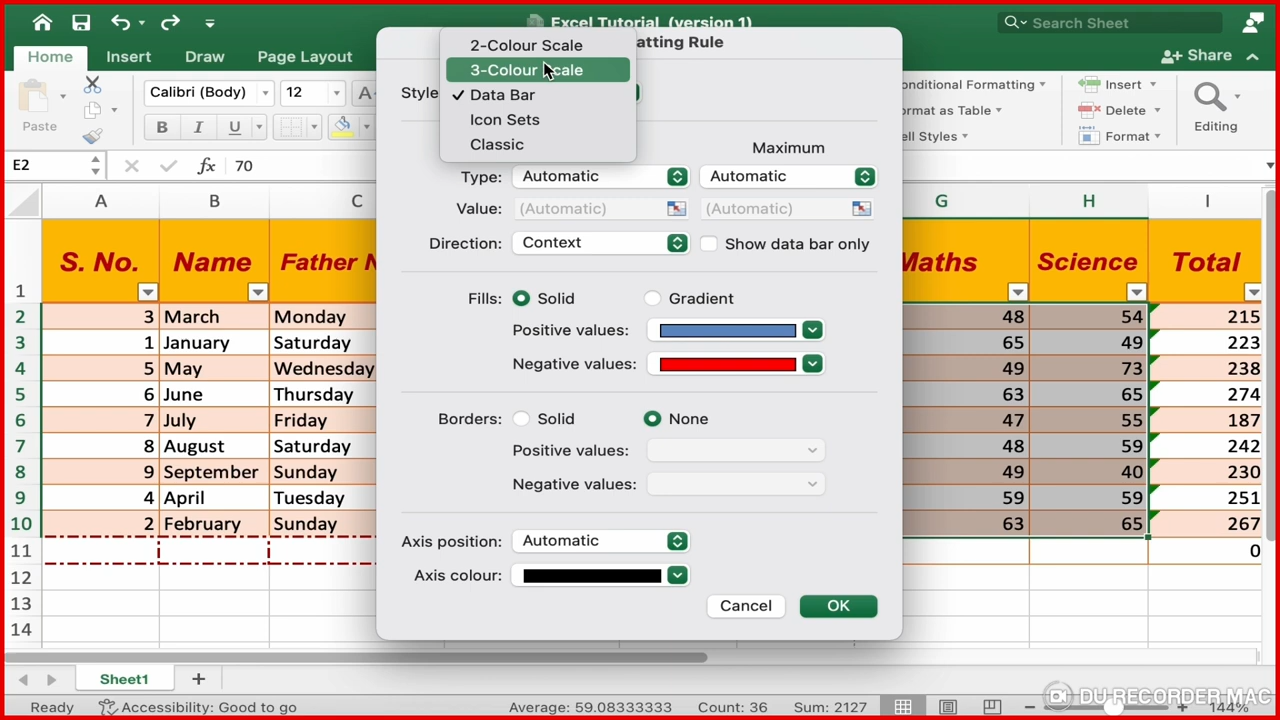 Excel Tutorial (version 1)
Search Sheet
Home Insert Draw Page Layout
Share
Paste
Calibri (Body) 12 A
B I U
onditional Formatting
ormat as Table
ell Styles
Insert
Delete
Format
Editing
E2 fx 70
atting Rule
Style
2-Colour Scale
3-Colour Scale
Data Bar
Icon Sets
Classic
Maximum
Type: Automatic Automatic
Value: (Automatic) (Automatic)
Direction: Context Show data bar only
Fills: Solid Gradient
Positive values:
Negative values:
Borders: Solid None
Positive values:
Negative values:
Axis position: Automatic
Axis colour:
Cancel OK
A B C G H I
1 S. No. Name Father N Maths Science Total
2 3 March Monday 48 54 215
3 1 January Saturday 65 49 223
4 5 May Wednesday 49 73 238
5 6 June Thursday 63 65 274
6 7 July Friday 47 55 187
7 8 August Saturday 48 59 242
8 9 September Sunday 49 40 230
9 4 April Tuesday 59 59 251
10 2 February Sunday 63 65 267
11 0
12
13
14
Sheet1 +
Ready Accessibility: Good to go Average: 59.08333333 Count: 36 Sum: 2127 144%
DU RECORDER MAC